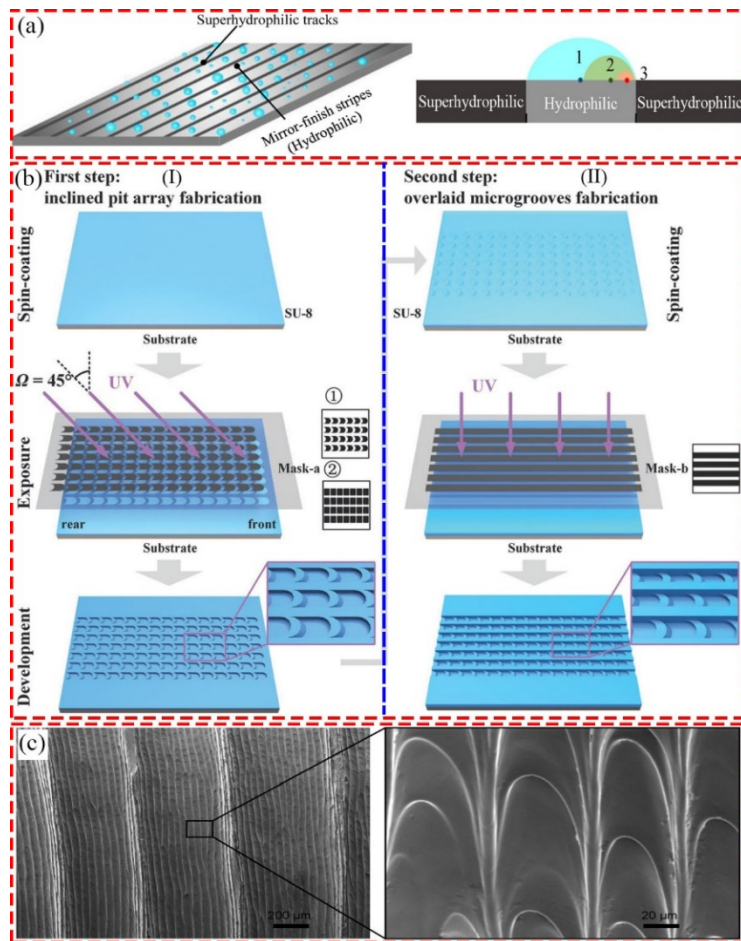 (a)
Superhydrophilic tracks
Mirror-finish stripes
(Hydrophilic)
1
2
3
Superhydrophilic
Hydrophilic
Superhydrophilic
(b)
First step:
(I)
inclined pit array fabrication
Spin-coating
SU-8
Substrate
Ω = 45°
UV
①
②
Mask-a
Exposure
rear
front
Substrate
Development
Second step:
(II)
overlaid microgrooves fabrication
SU-8
Spin-coating
Substrate
UV
Mask-b
Substrate
(c)
200 μm
20 μm